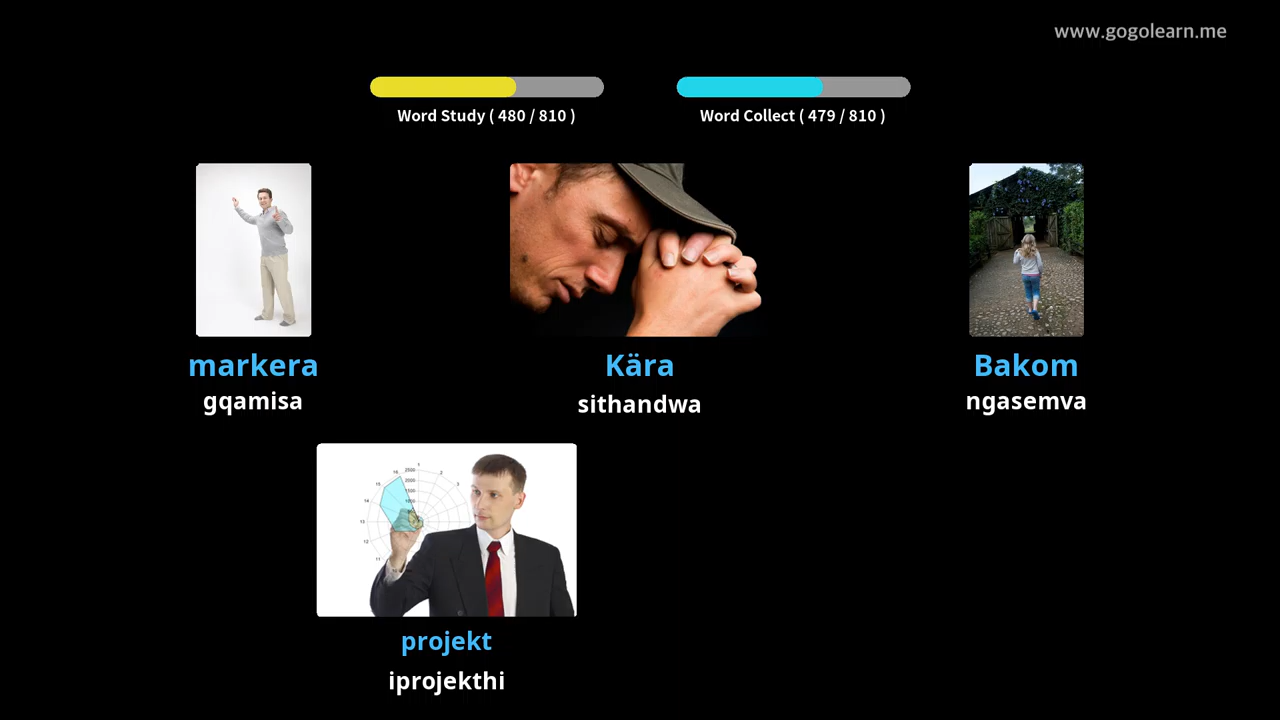 www.gogolearn.me
Word Study ( 480 / 810 )
Word Collect ( 479 / 810 )
markera
gqamisa
Kära
sithandwa
Bakom
ngasemva
projekt
iprojekthi